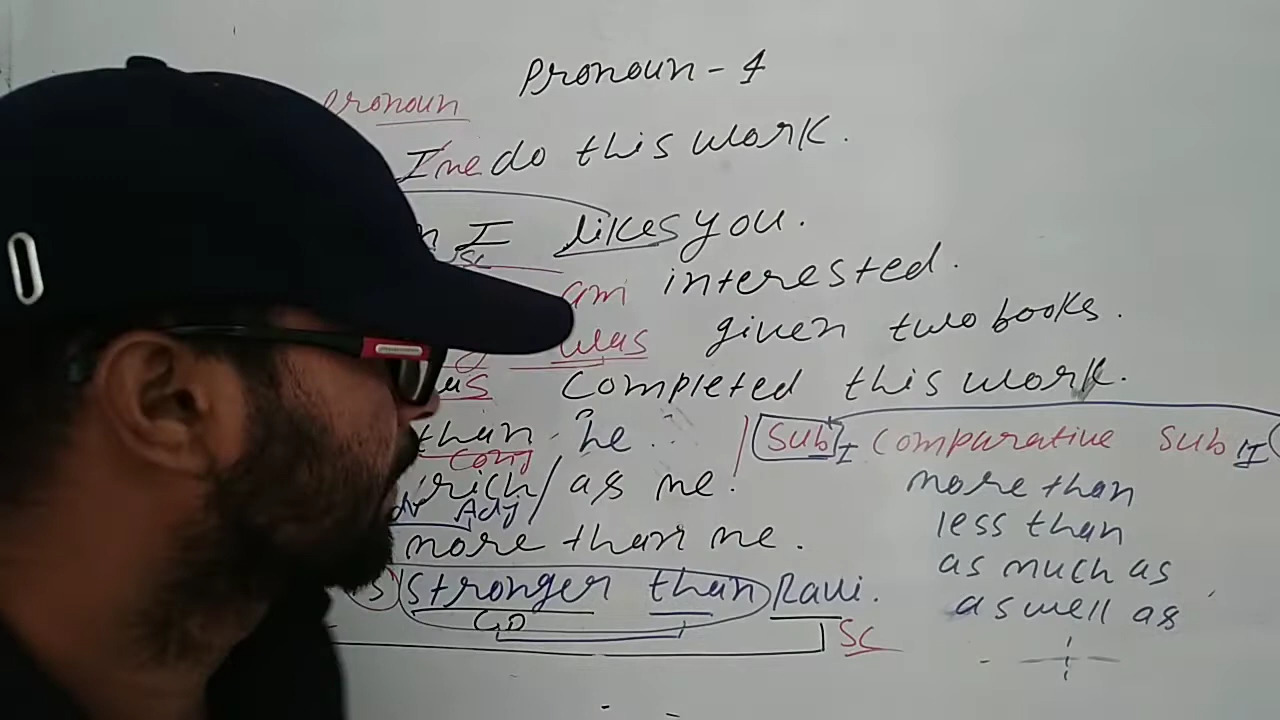 Pronoun - 1
pronoun
I me do this work.
I likes you.
SC
am interested.
was given two books.
completed this work.
than he
Conj
Sub I comparative Sub II
rich / as me.
more than
Adj
less than
more than me.
as much as
S stronger than Ravi.
as well as
CD
SC